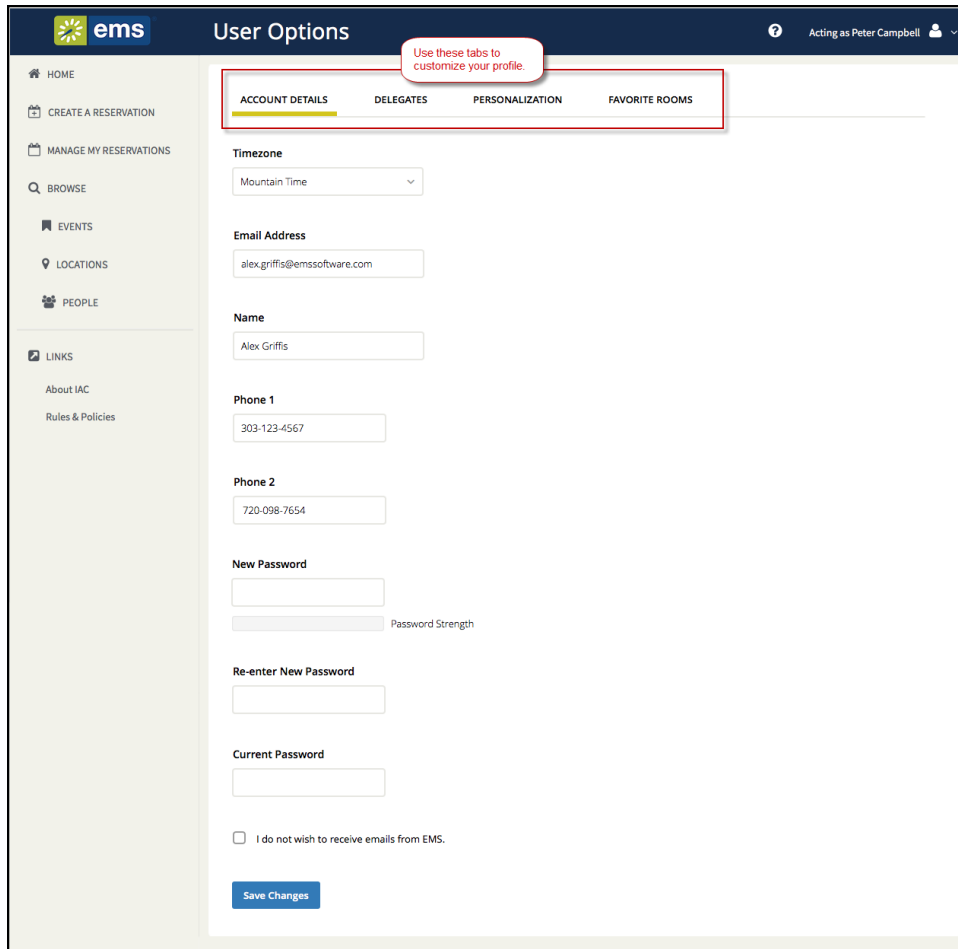 ems
User Options
Acting as Peter Campbell
Use these tabs to
customize your profile.
HOME
CREATE A RESERVATION
MANAGE MY RESERVATIONS
BROWSE
EVENTS
LOCATIONS
PEOPLE
LINKS
About IAC
Rules & Policies
ACCOUNT DETAILS DELEGATES PERSONALIZATION FAVORITE ROOMS
Timezone
Mountain Time
Email Address
alex.griffis@emssoftware.com
Name
Alex Griffis
Phone 1
303-123-4567
Phone 2
720-098-7654
New Password
Password Strength
Re-enter New Password
Current Password
I do not wish to receive emails from EMS.
Save Changes